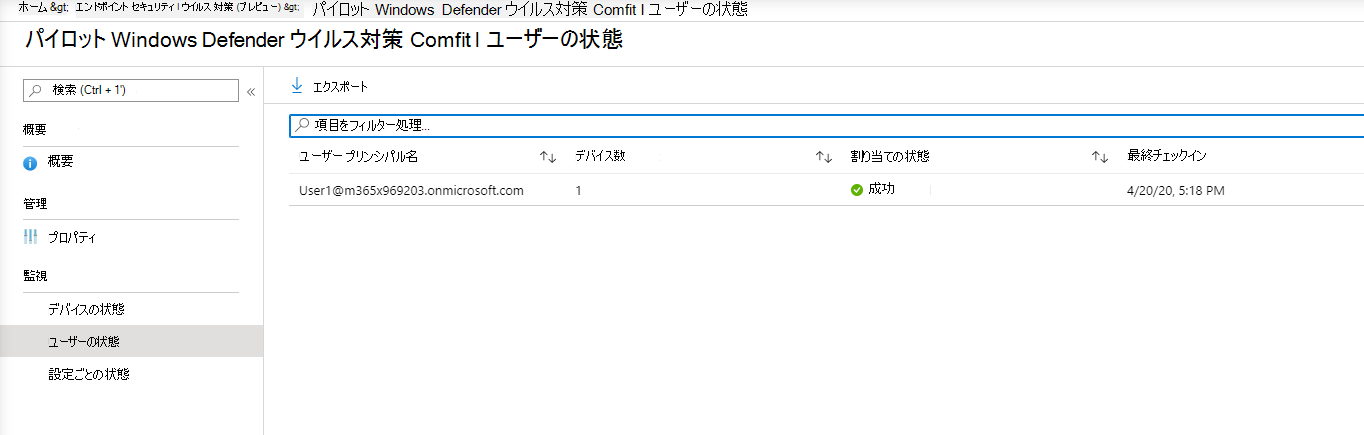 ホーム &gt; エンドポイント セキュリティ | ウイルス 対策 (プレビュー) &gt; パイロット Windows Defender ウイルス対策 Comfit | ユーザーの状態
パイロット Windows Defender ウイルス対策 Comfit | ユーザーの状態
検索 (Ctrl + 1') «
エクスポート
項目をフィルター処理...
概要
概要
管理
プロパティ
監視
デバイスの状態
ユーザーの状態
設定ごとの状態
ユーザー プリンシパル名 ↑↓ デバイス数 ↑↓ 割り当ての状態 ↑↓ 最終チェックイン
User1@m365x969203.onmicrosoft.com 1 成功 4/20/20, 5:18 PM